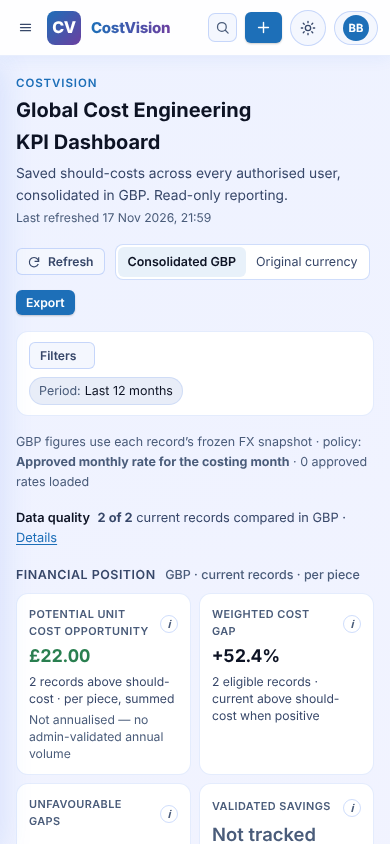 CV CostVision BB
COSTVISION
Global Cost Engineering
KPI Dashboard
Saved should-costs across every authorised user,
consolidated in GBP. Read-only reporting.
Last refreshed 17 Nov 2026, 21:59
Refresh Consolidated GBP Original currency
Export
Filters
Period: Last 12 months
GBP figures use each record’s frozen FX snapshot · policy:
Approved monthly rate for the costing month · 0 approved
rates loaded
Data quality 2 of 2 current records compared in GBP ·
Details
FINANCIAL POSITION GBP · current records · per piece
POTENTIAL UNIT
COST OPPORTUNITY i
£22.00
2 records above should-
cost · per piece, summed
Not annualised — no
admin-validated annual
volume
WEIGHTED COST
GAP i
+52.4%
2 eligible records ·
current above should-
cost when positive
UNFAVOURABLE
GAPS i
VALIDATED SAVINGS i
Not tracked